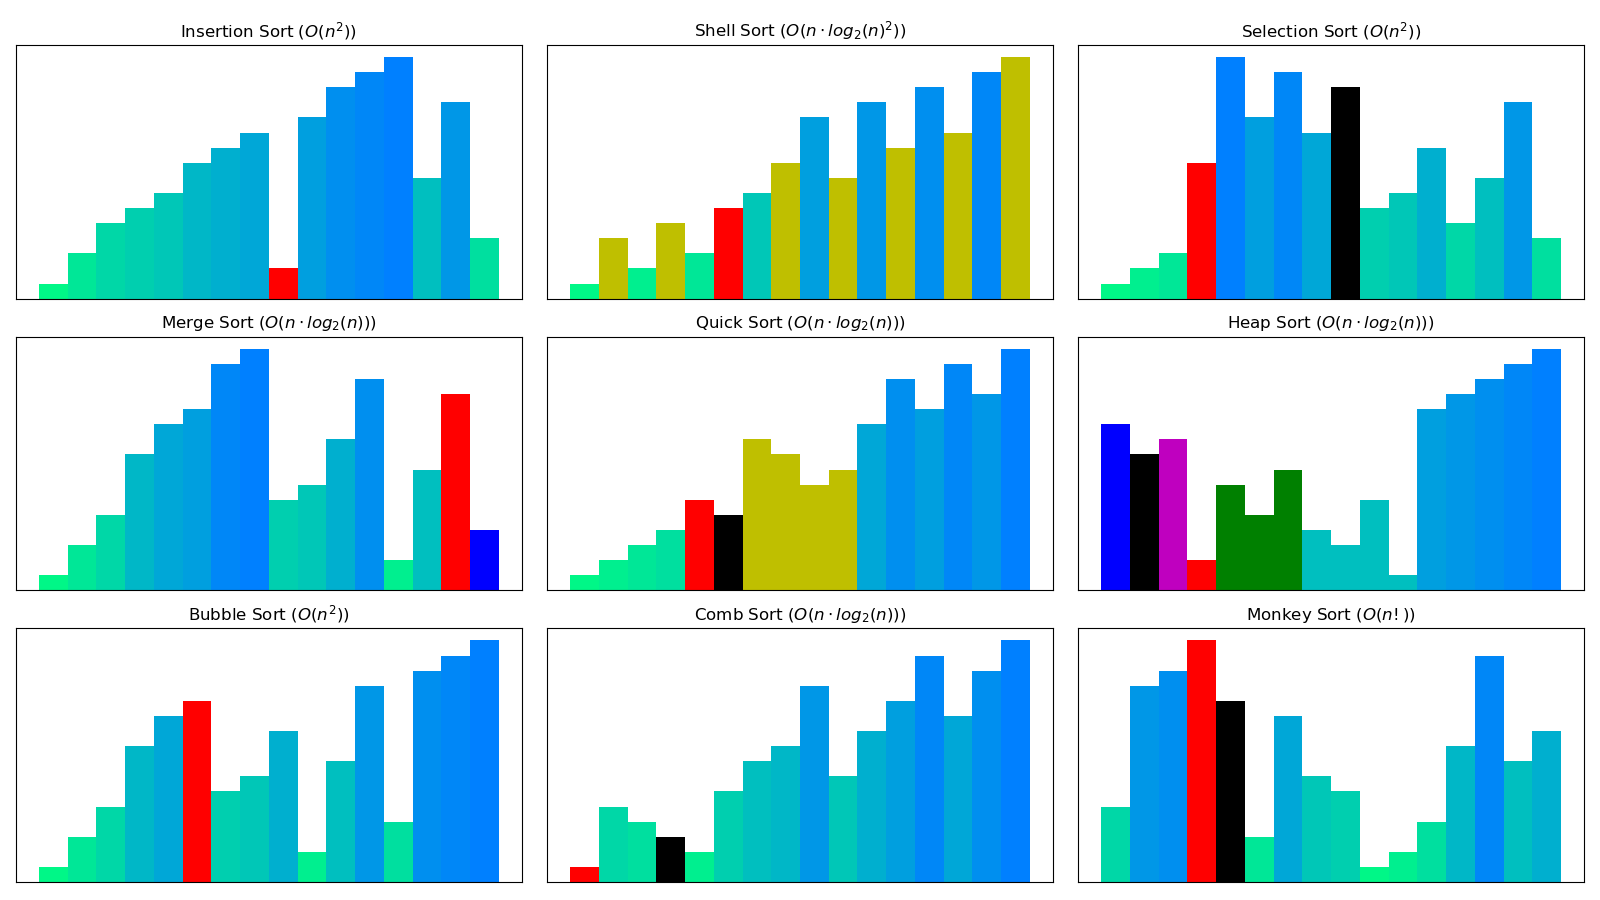 Insertion Sort (O(n²))
Shell Sort (O(n · log₂(n)²))
Selection Sort (O(n²))
Merge Sort (O(n · log₂(n)))
Quick Sort (O(n · log₂(n)))
Heap Sort (O(n · log₂(n)))
Bubble Sort (O(n²))
Comb Sort (O(n · log₂(n)))
Monkey Sort (O(n!))